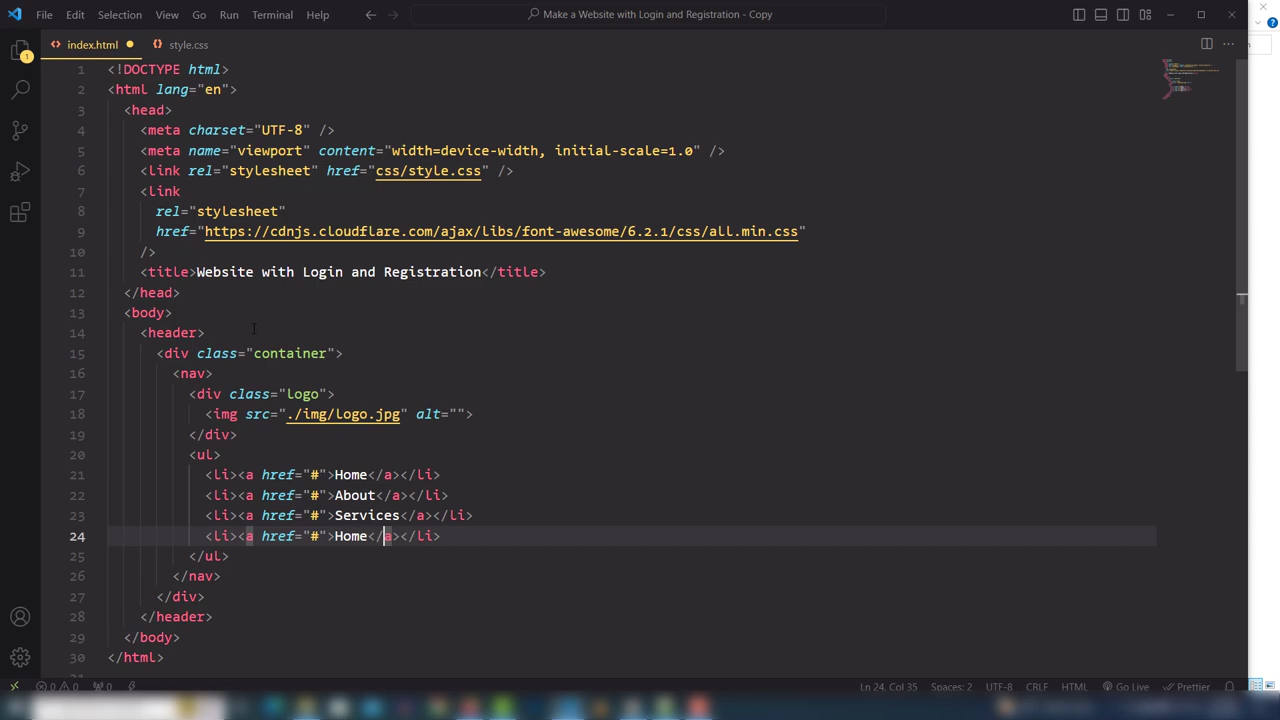 File Edit Selection View Go Run Terminal Help
Make a Website with Login and Registration - Copy
index.html
style.css
1
1 <!DOCTYPE html>
2 <html lang="en">
3 <head>
4 <meta charset="UTF-8" />
5 <meta name="viewport" content="width=device-width, initial-scale=1.0" />
6 <link rel="stylesheet" href="css/style.css" />
7 <link
8 rel="stylesheet"
9 href="https://cdnjs.cloudflare.com/ajax/libs/font-awesome/6.2.1/css/all.min.css"
10 />
11 <title>Website with Login and Registration</title>
12 </head>
13 <body>
14 <header>
15 <div class="container">
16 <nav>
17 <div class="logo">
18 <img src="./img/logo.jpg" alt="">
19 </div>
20 <ul>
21 <li><a href="#">Home</a></li>
22 <li><a href="#">About</a></li>
23 <li><a href="#">Services</a></li>
24 <li><a href="#">Home</a></li>
25 </ul>
26 </nav>
27 </div>
28 </header>
29 </body>
30 </html>
0 0 0 Ln 24, Col 35 Spaces: 2 UTF-8 CRLF HTML Go Live Prettier